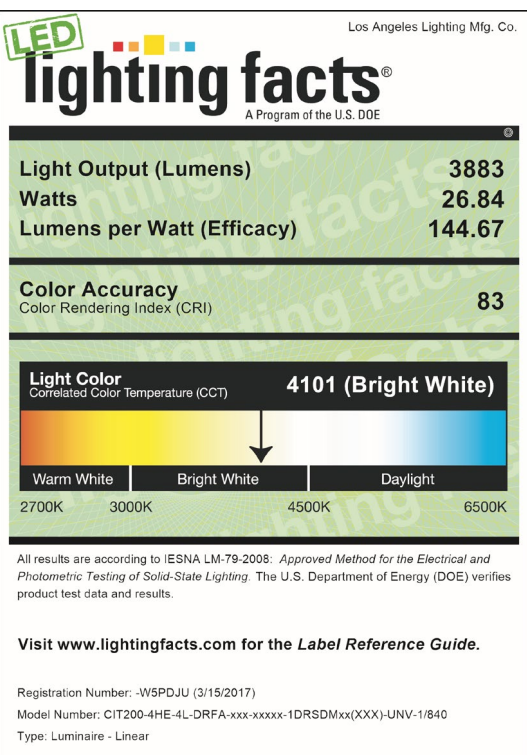 Los Angeles Lighting Mfg. Co.
LED
lighting facts®
A Program of the U.S. DOE
Light Output (Lumens) 3883
Watts 26.84
Lumens per Watt (Efficacy) 144.67
Color Accuracy
Color Rendering Index (CRI) 83
Light Color
Correlated Color Temperature (CCT) 4101 (Bright White)
Warm White Bright White Daylight
2700K 3000K 4500K 6500K
All results are according to IESNA LM-79-2008: Approved Method for the Electrical and
Photometric Testing of Solid-State Lighting. The U.S. Department of Energy (DOE) verifies
product test data and results.
Visit www.lightingfacts.com for the Label Reference Guide.
Registration Number: -W5PDJU (3/15/2017)
Model Number: CIT200-4HE-4L-DRFA-xxx-xxxxx-1DRSDMxx(XXX)-UNV-1/840
Type: Luminaire - Linear